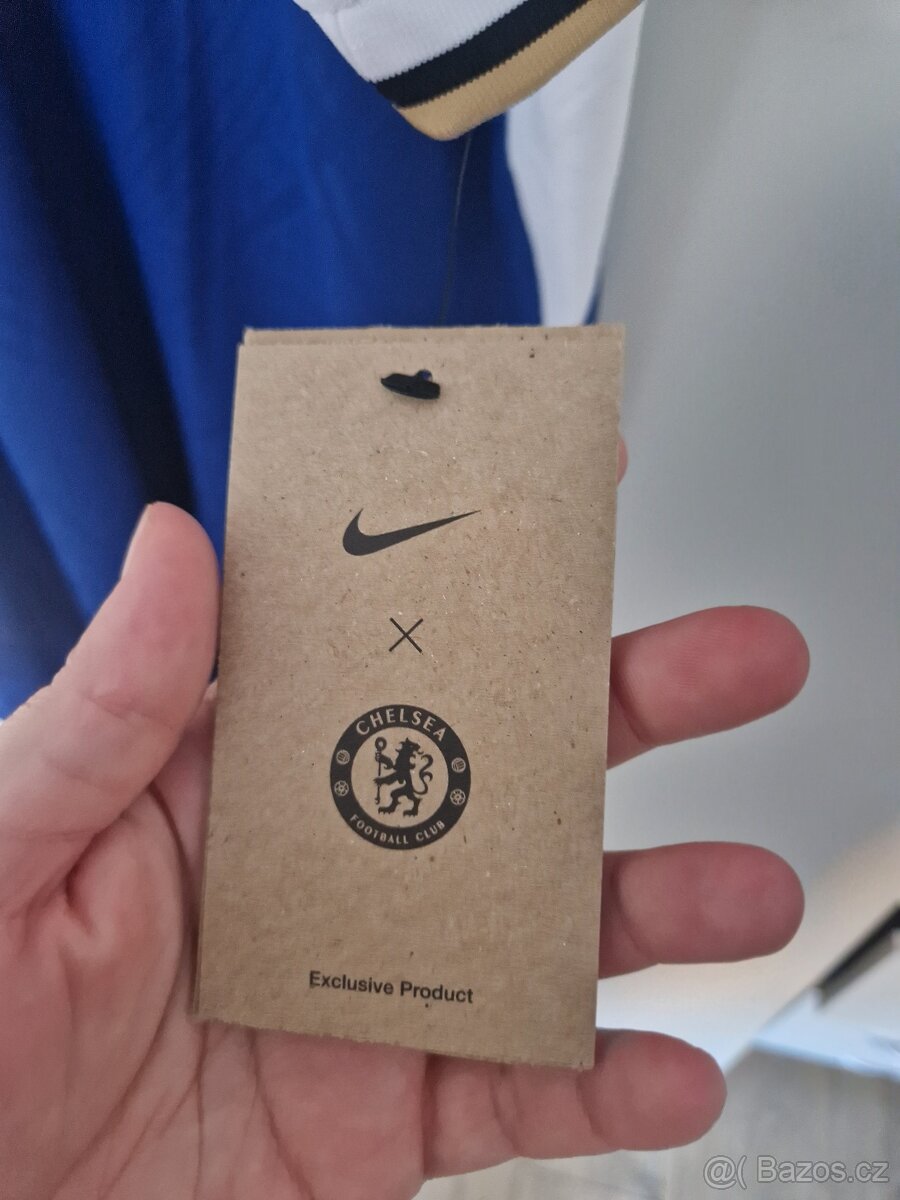 ×
CHELSEA
FOOTBALL CLUB
Exclusive Product
@( Bazos.cz